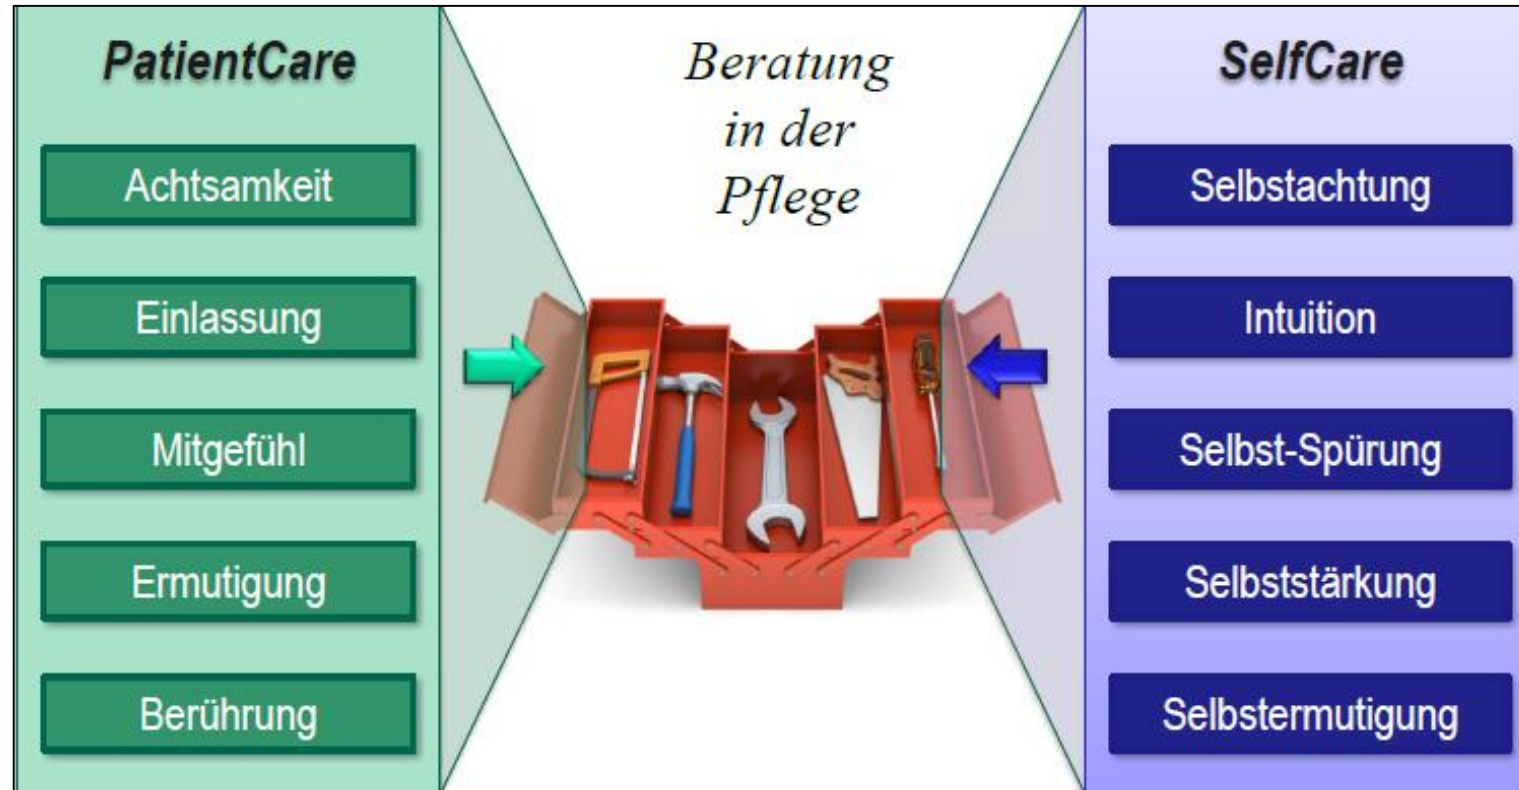 PatientCare
Achtsamkeit
Einlassung
Mitgefühl
Ermutigung
Berührung
Beratung
in der
Pflege
SelfCare
Selbstachtung
Intuition
Selbst-Spürung
Selbststärkung
Selbstermutigung